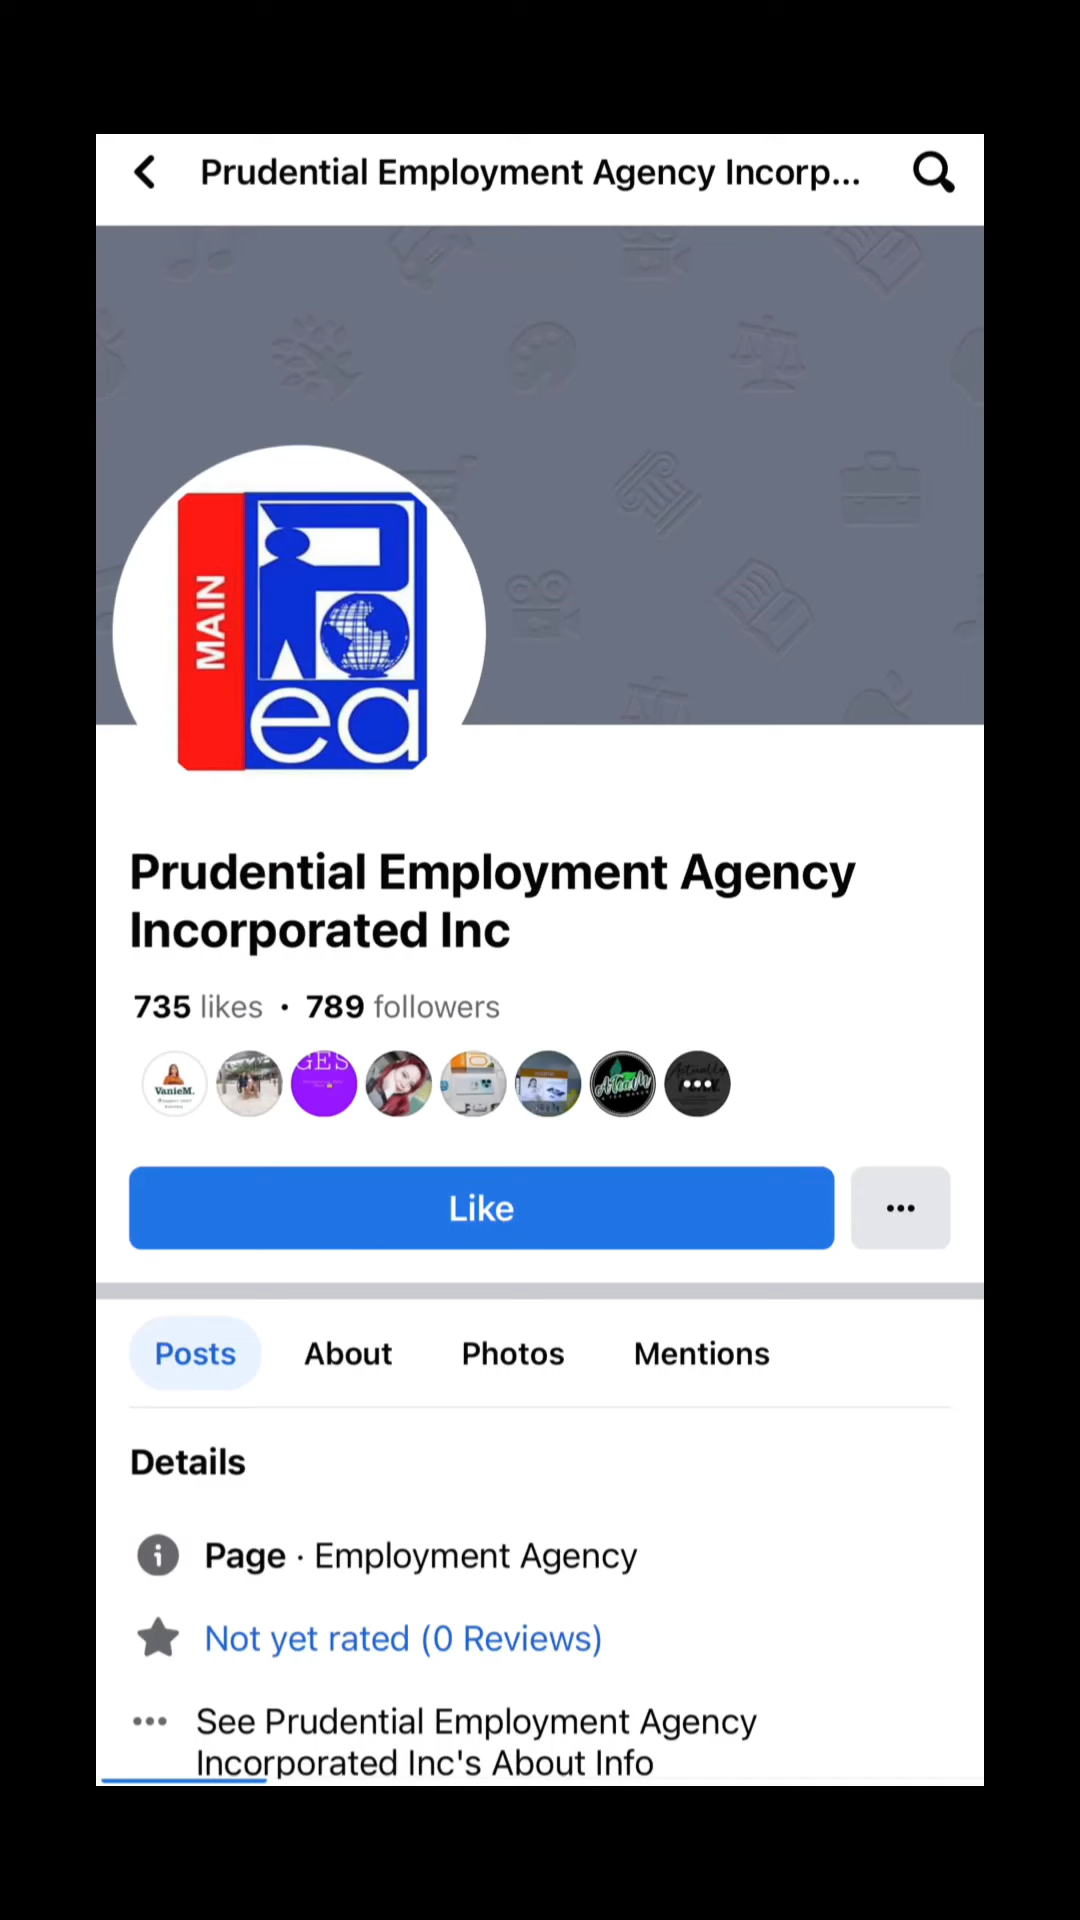 Prudential Employment Agency Incorp...
MAIN
ea
Prudential Employment Agency
Incorporated Inc
735 likes · 789 followers
GES
VanieM.
Like
Posts
About
Photos
Mentions
Details
Page · Employment Agency
Not yet rated (0 Reviews)
See Prudential Employment Agency
Incorporated Inc's About Info